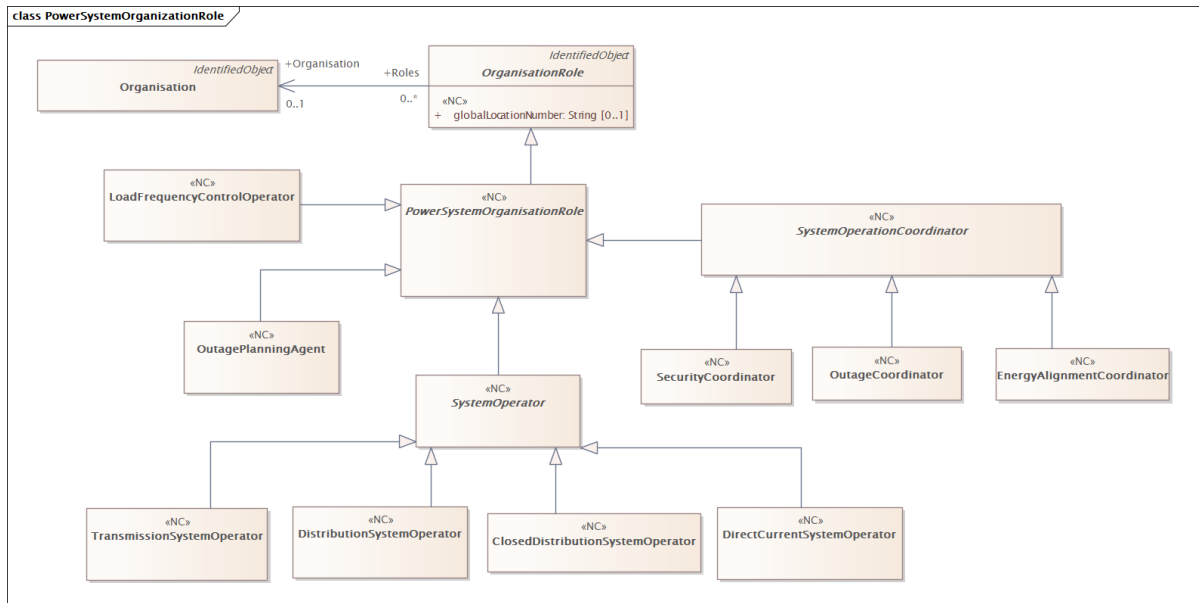 class PowerSystemOrganizationRole
IdentifiedObject
Organisation
+Organisation
0..1
+Roles
0..*
IdentifiedObject
OrganisationRole
«NC»
+ globalLocationNumber: String [0..1]
«NC»
LoadFrequencyControlOperator
«NC»
PowerSystemOrganisationRole
«NC»
SystemOperationCoordinator
«NC»
OutagePlanningAgent
«NC»
SecurityCoordinator
«NC»
OutageCoordinator
«NC»
EnergyAlignmentCoordinator
«NC»
SystemOperator
«NC»
TransmissionSystemOperator
«NC»
DistributionSystemOperator
«NC»
ClosedDistributionSystemOperator
«NC»
DirectCurrentSystemOperator